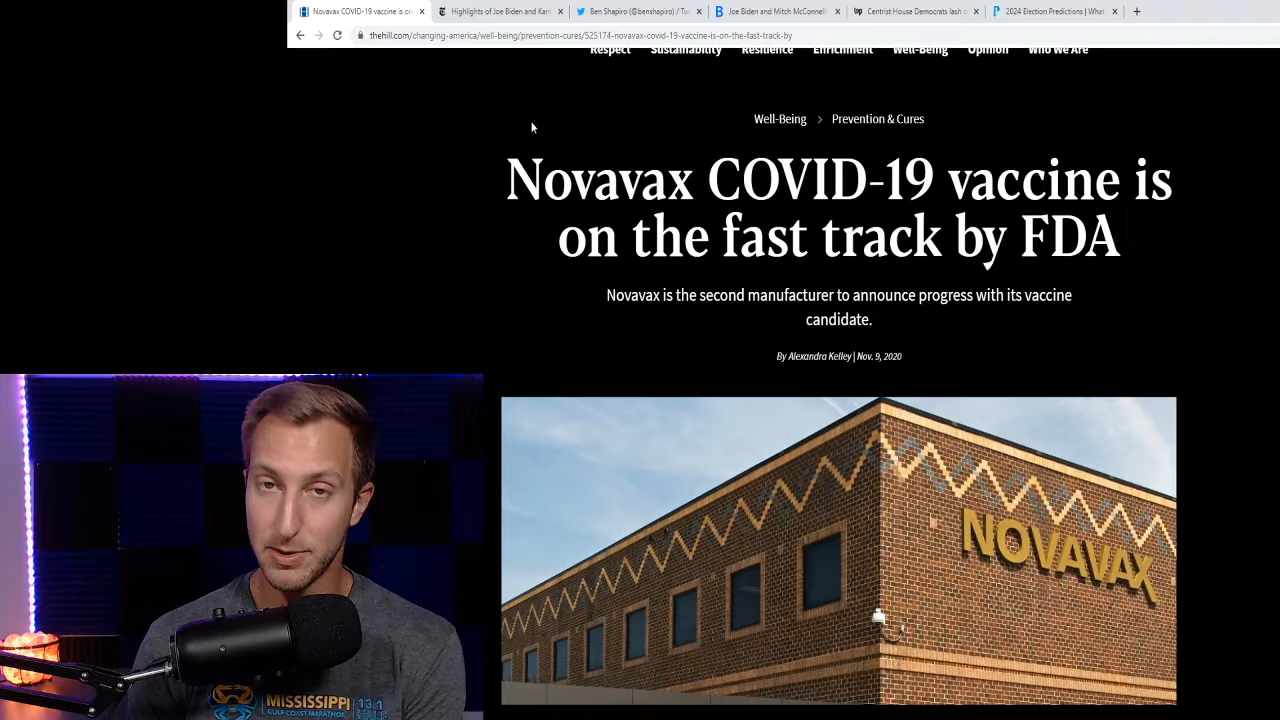 Novavax COVID-19 vaccine is on
Highlights of Joe Biden and Kam
Ben Shapiro (@benshapiro) / Tw
Joe Biden and Mitch McConnell
Centrist House Democrats lash o
2024 Election Predictions | What
thehill.com/changing-america/well-being/prevention-cures/525174-novavax-covid-19-vaccine-is-on-the-fast-track-by
Respect Sustainability Resilience Enrichment Well-Being Opinion Who We Are
Well-Being > Prevention & Cures
Novavax COVID-19 vaccine is
on the fast track by FDA
Novavax is the second manufacturer to announce progress with its vaccine
candidate.
By Alexandra Kelley | Nov. 9, 2020
NOVAVAX
MISSISSIPPI
GULF COAST MARATHON
13.1